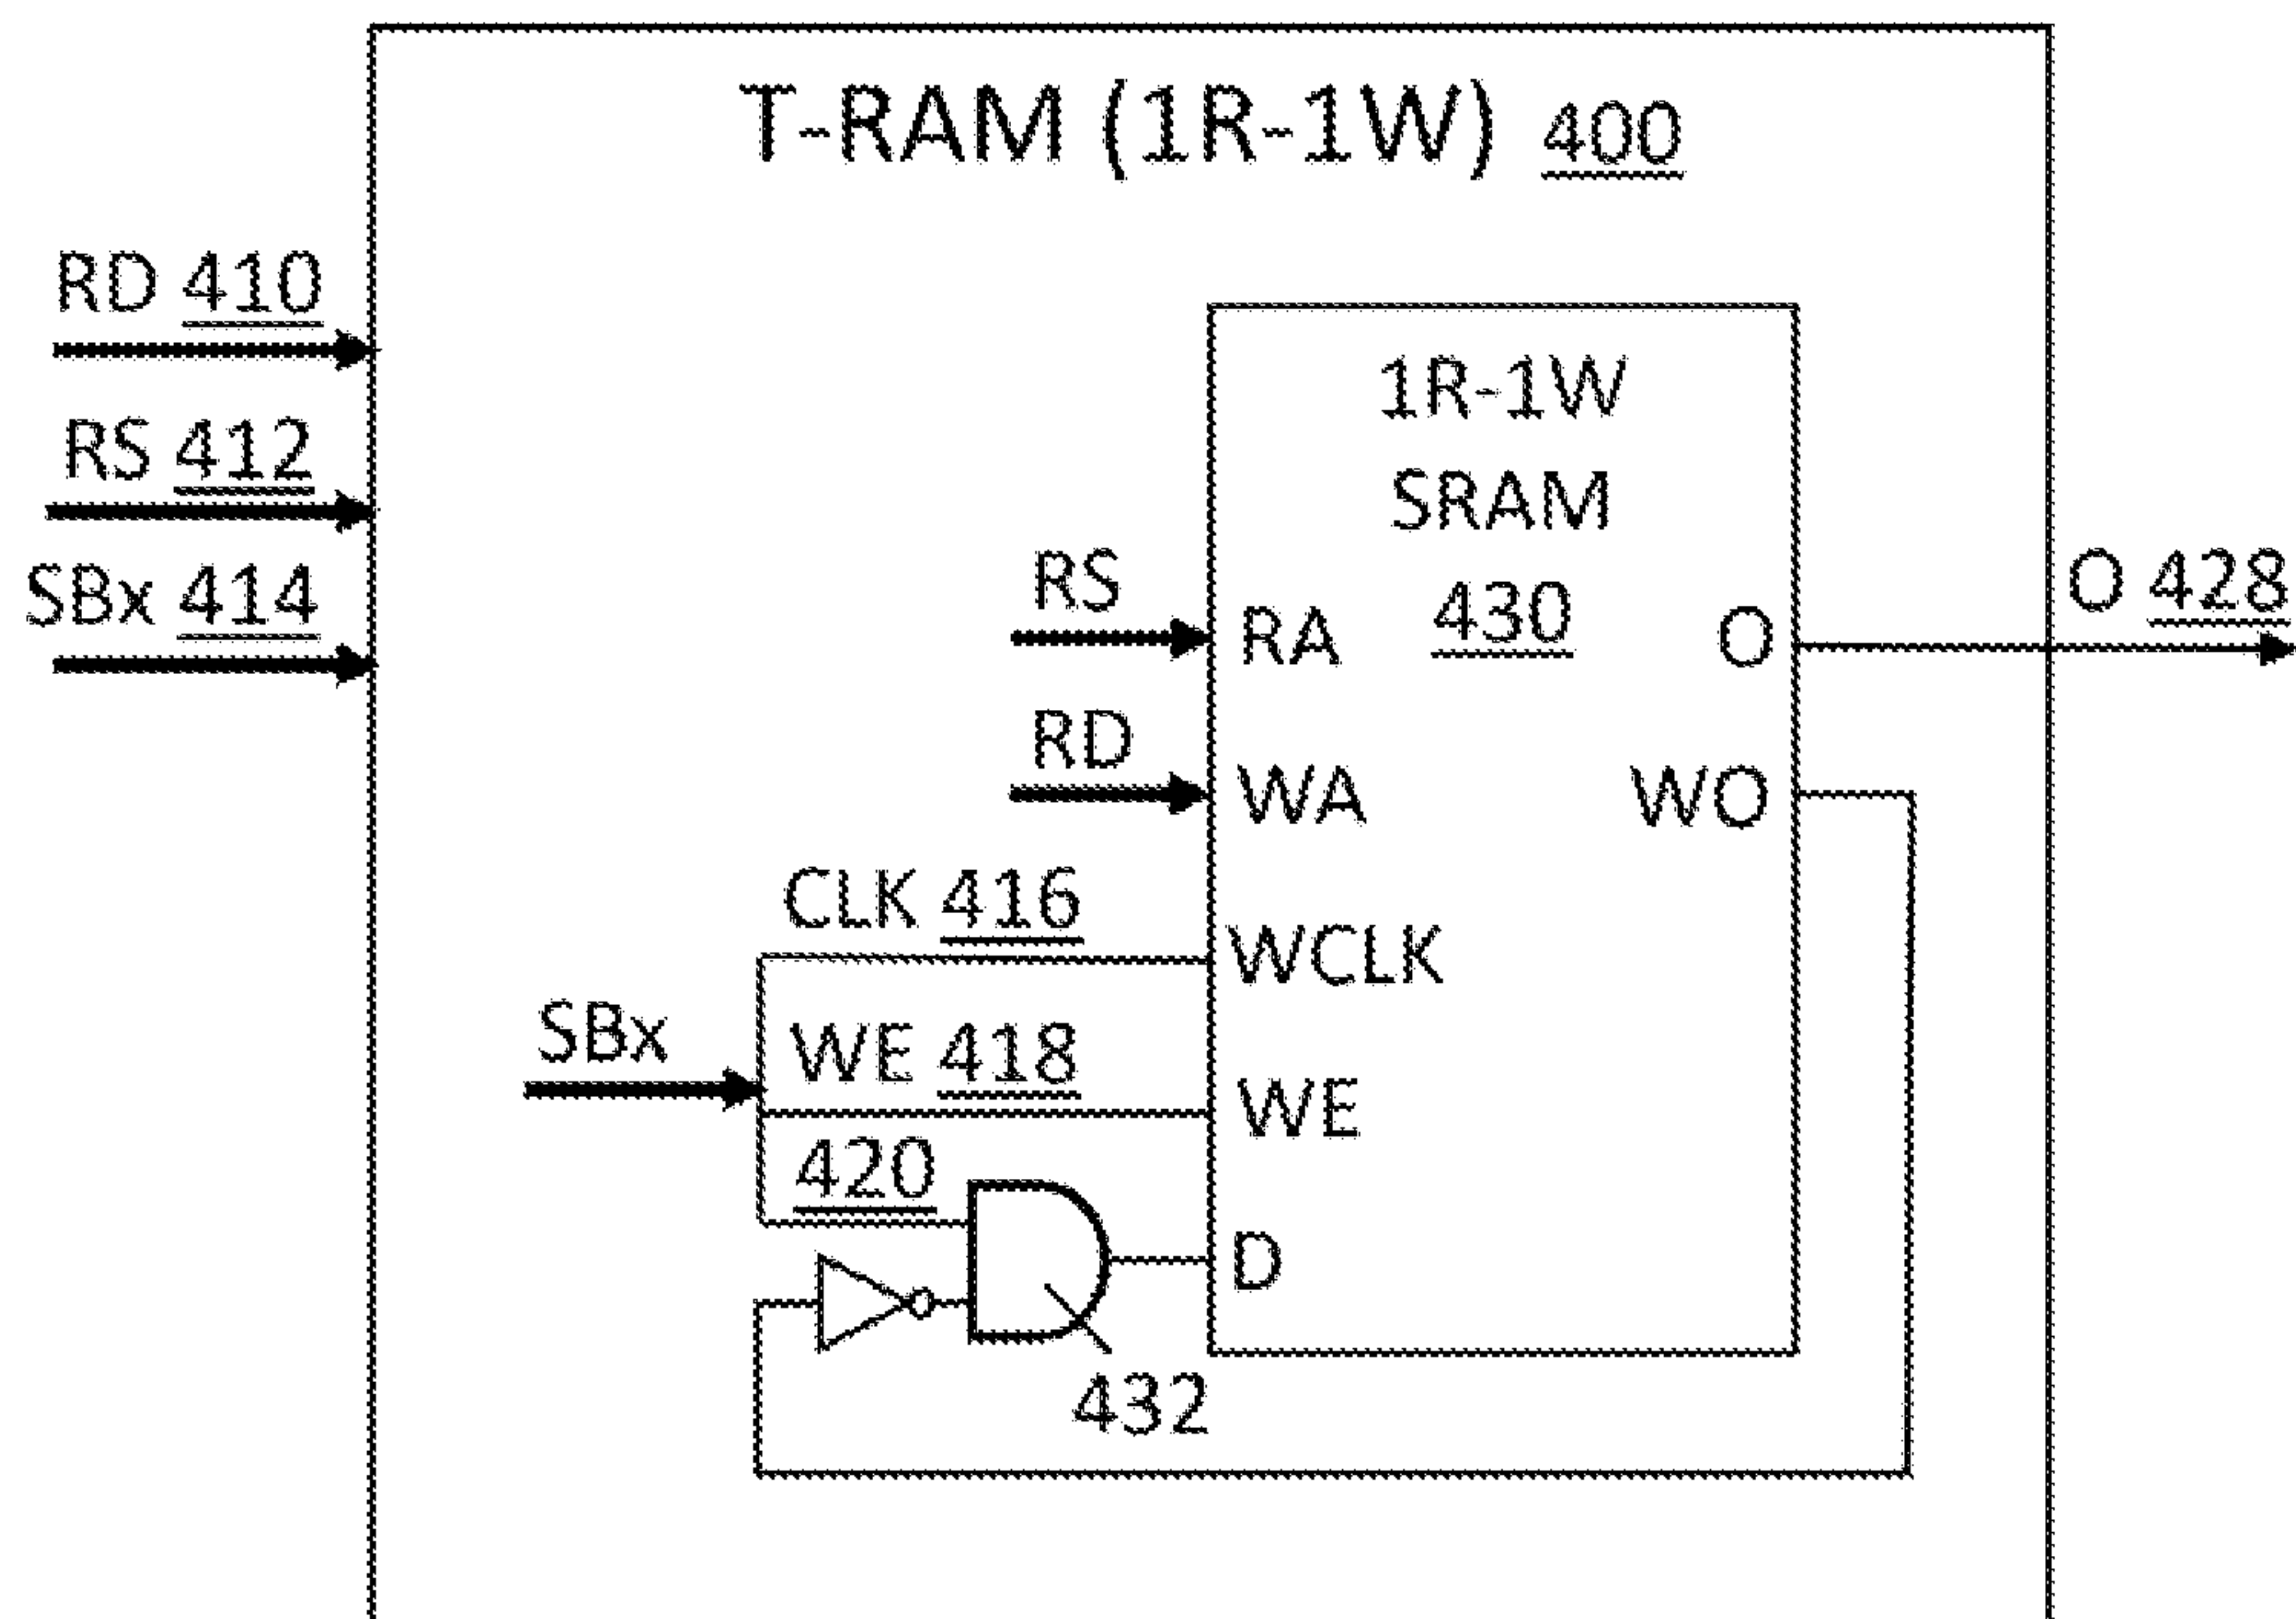 T-RAM (1R-1W) 400
RD 410
RS 412
SBx 414
1R-1W
SRAM
430
RS
RA
O
O 428
RD
WA
WO
CLK 416
WCLK
SBx
WE 418
WE
420
D
432